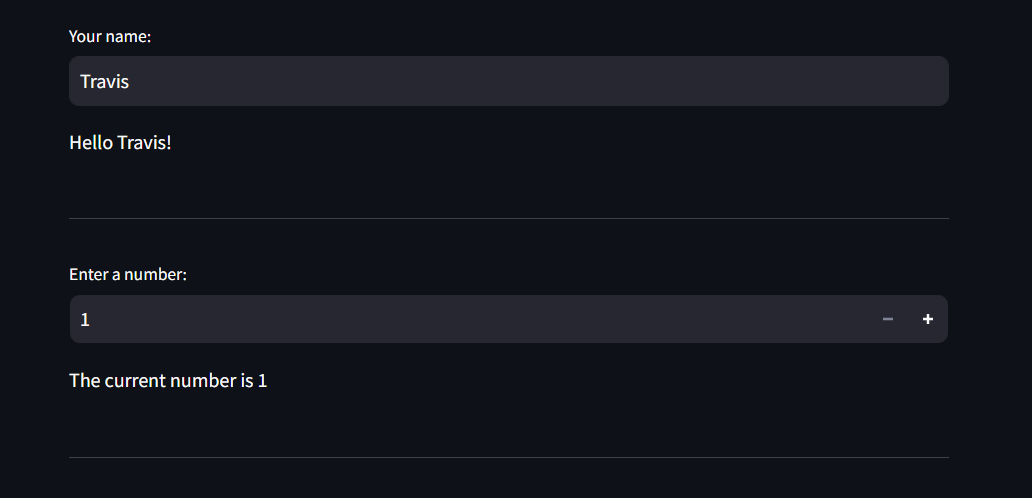 Your name:
Travis
Hello Travis!
Enter a number:
1
The current number is 1